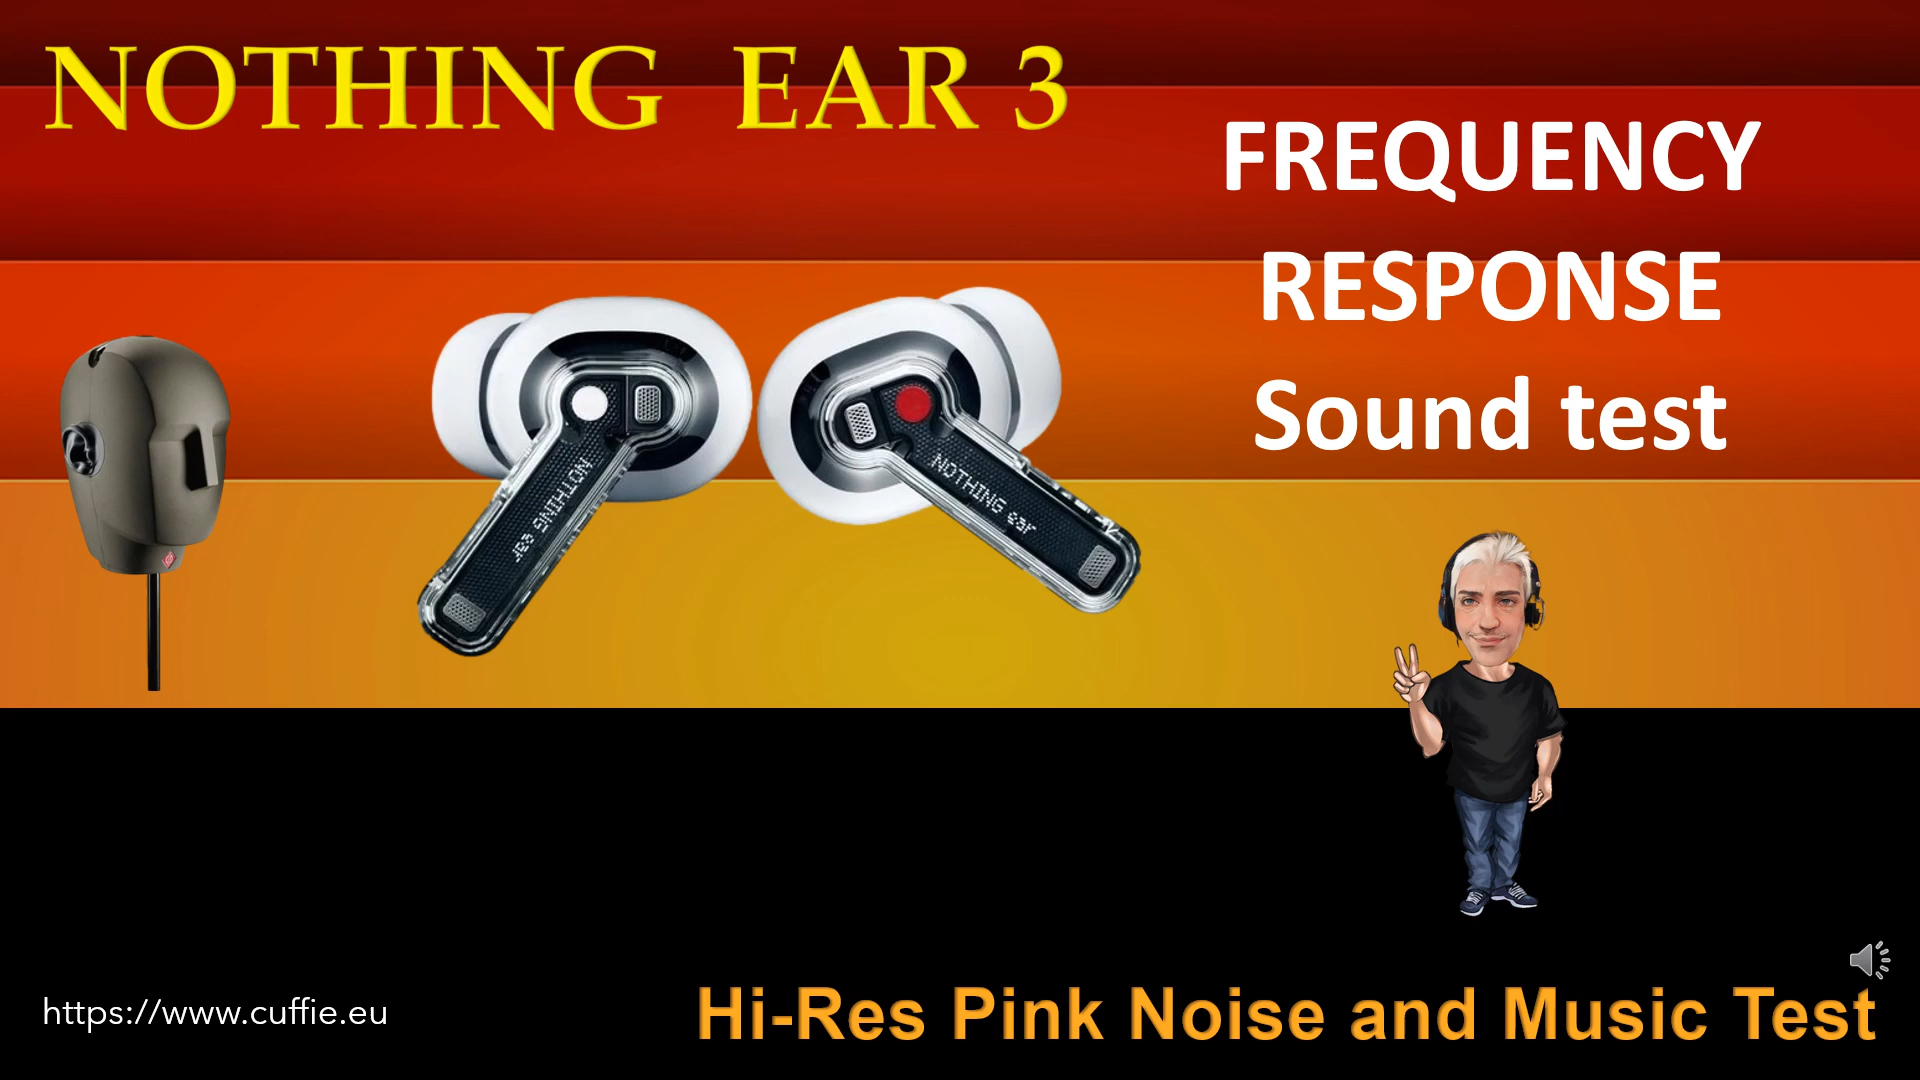 NOTHING EAR 3
FREQUENCY
RESPONSE
Sound test
NOTHING ear
NOTHING ear
https://www.cuffie.eu
Hi-Res Pink Noise and Music Test